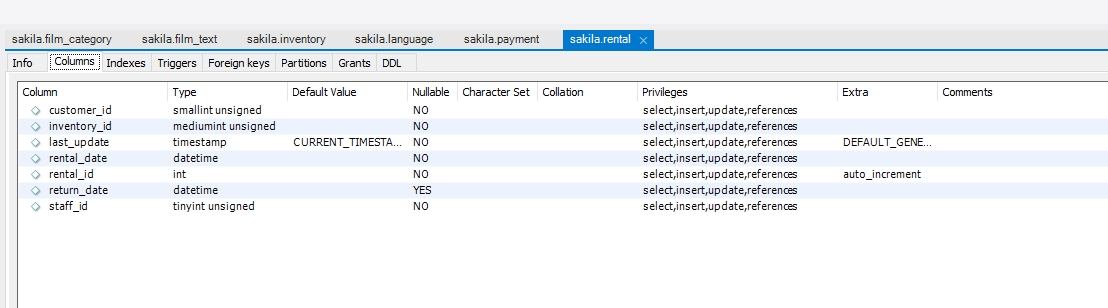 sakila.film_category sakila.film_text sakila.inventory sakila.language sakila.payment sakila.rental
Info Columns Indexes Triggers Foreign keys Partitions Grants DDL
Column Type Default Value Nullable Character Set Collation Privileges Extra Comments
customer_id smallint unsigned NO select,insert,update,references
inventory_id mediumint unsigned NO select,insert,update,references
last_update timestamp CURRENT_TIMESTA... NO select,insert,update,references DEFAULT_GENE...
rental_date datetime NO select,insert,update,references
rental_id int NO select,insert,update,references auto_increment
return_date datetime YES select,insert,update,references
staff_id tinyint unsigned NO select,insert,update,references